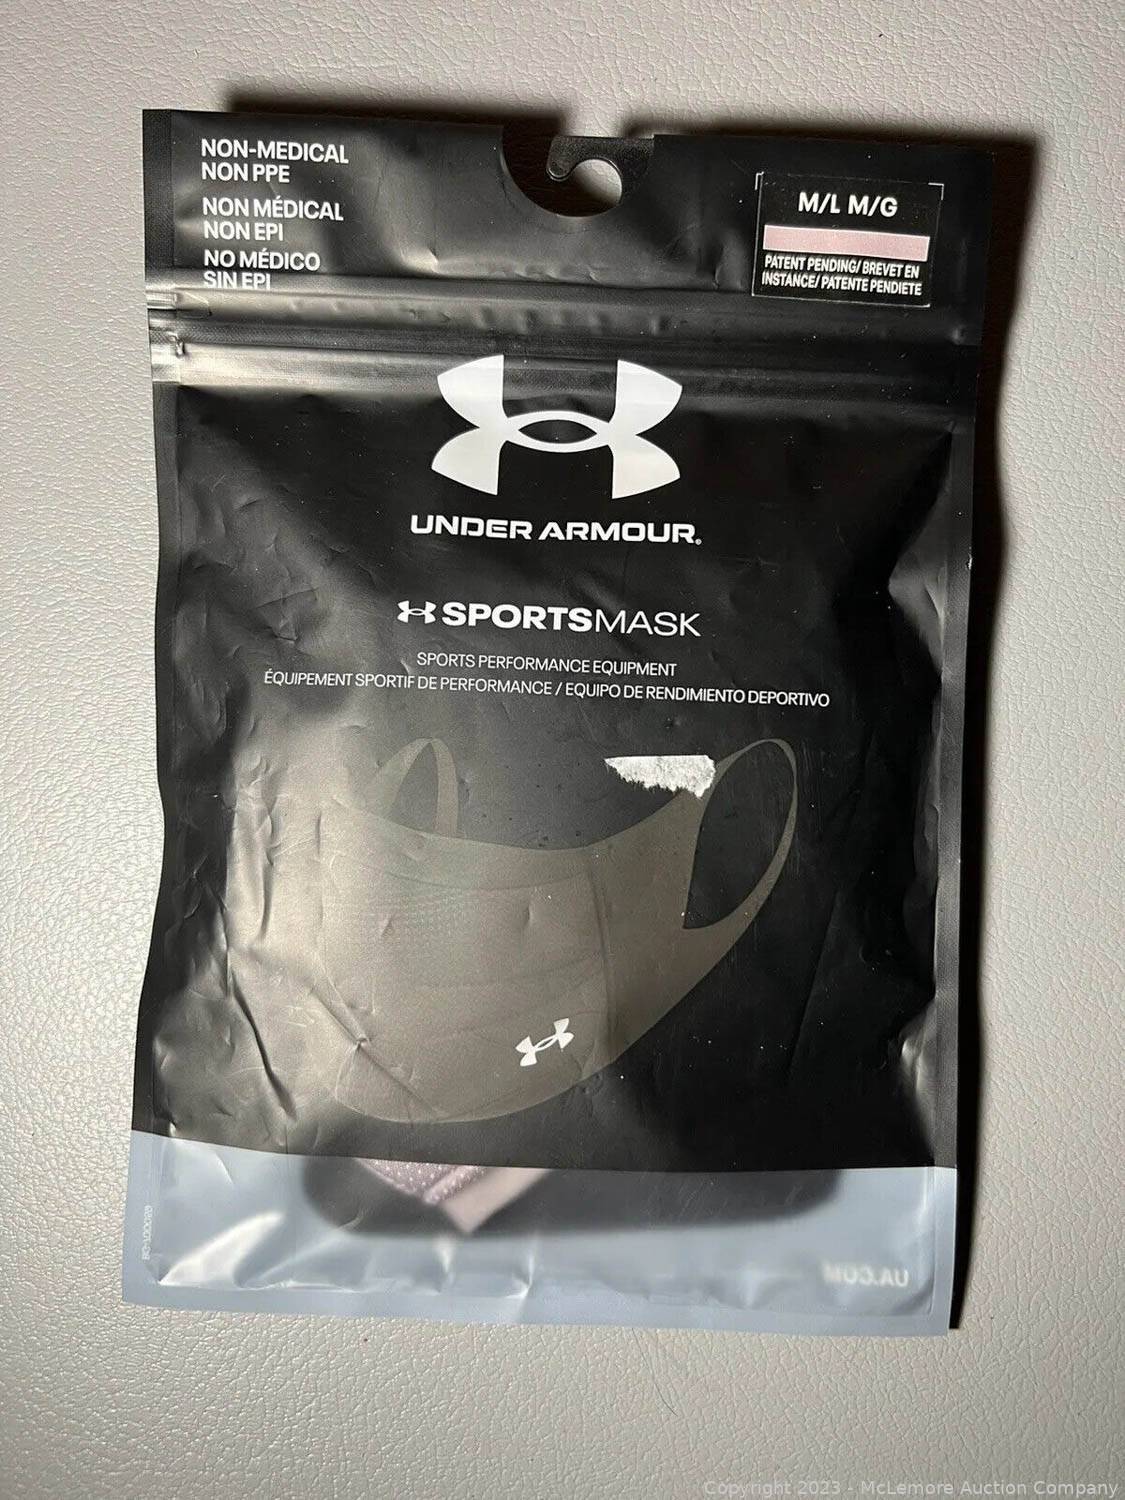 NON-MEDICAL
NON PPE
NON MÉDICAL
NON EPI
NO MÉDICO
SIN EPI
M/L M/G
PATENT PENDING/ BREVET EN
INSTANCE/ PATENTE PENDIETE
UNDER ARMOUR®
SPORTSMASK
SPORTS PERFORMANCE EQUIPMENT
ÉQUIPEMENT SPORTIF DE PERFORMANCE / EQUIPO DE RENDIMIENTO DEPORTIVO
UA.COM
Copyright 2023 - McLemore Auction Company